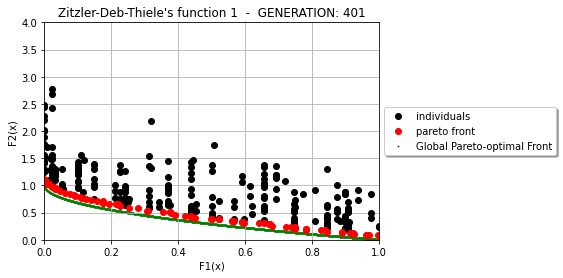 Zitzler-Deb-Thiele's function 1 - GENERATION: 401
4.0
3.5
3.0
2.5
2.0
1.5
1.0
0.5
0.0
F2(x)
0.0 0.2 0.4 0.6 0.8 1.0
F1(x)
individuals
pareto front
Global Pareto-optimal Front